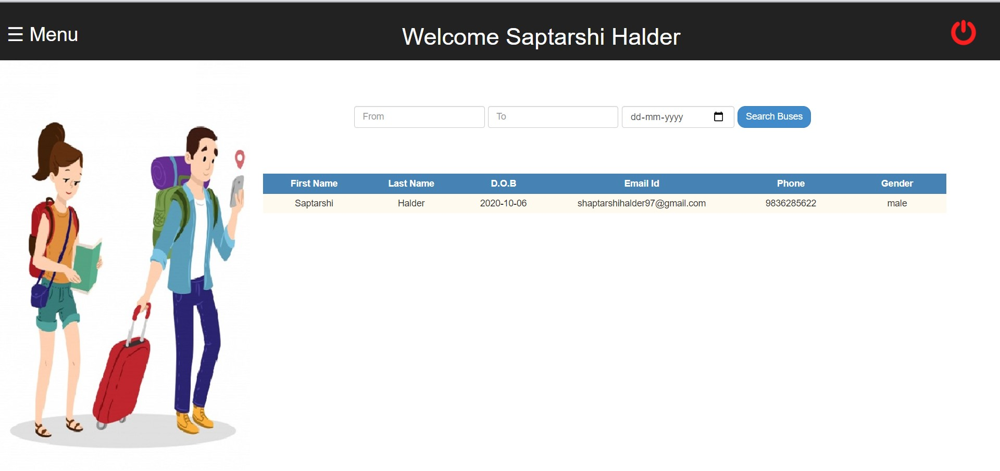 ☰ Menu
Welcome Saptarshi Halder
From To dd-mm-yyyy Search Buses
First Name Last Name D.O.B Email Id Phone Gender
Saptarshi Halder 2020-10-06 shaptarshihalder97@gmail.com 9836285622 male